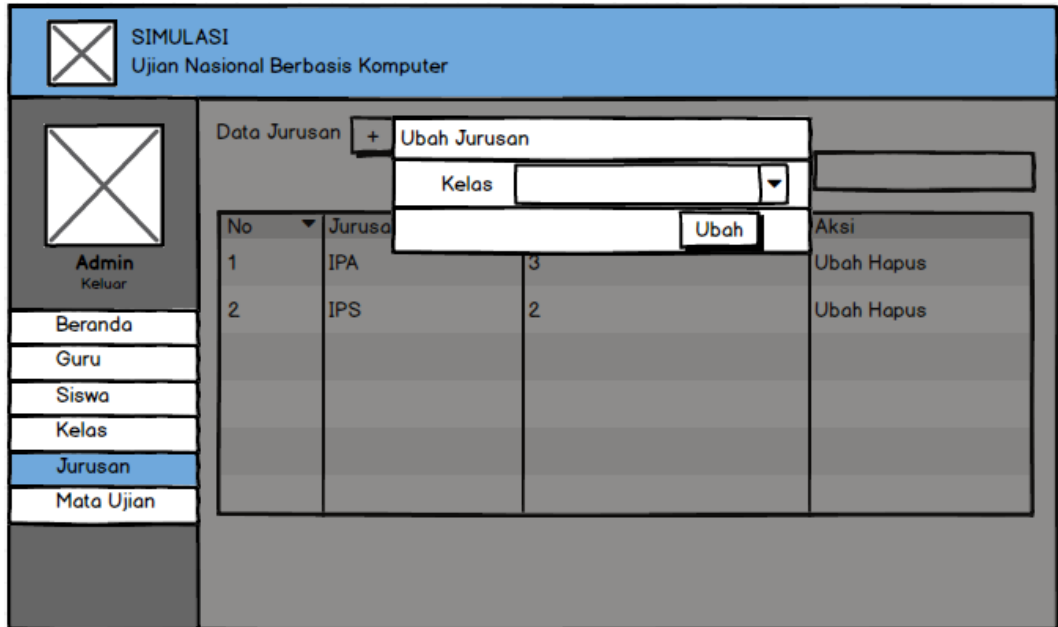 SIMULASI
Ujian Nasional Berbasis Komputer
Admin
Keluar
Beranda
Guru
Siswa
Kelas
Jurusan
Mata Ujian
Data Jurusan +
Ubah Jurusan
Kelas
Ubah
No Jurusa Aksi
1 IPA 3 Ubah Hapus
2 IPS 2 Ubah Hapus